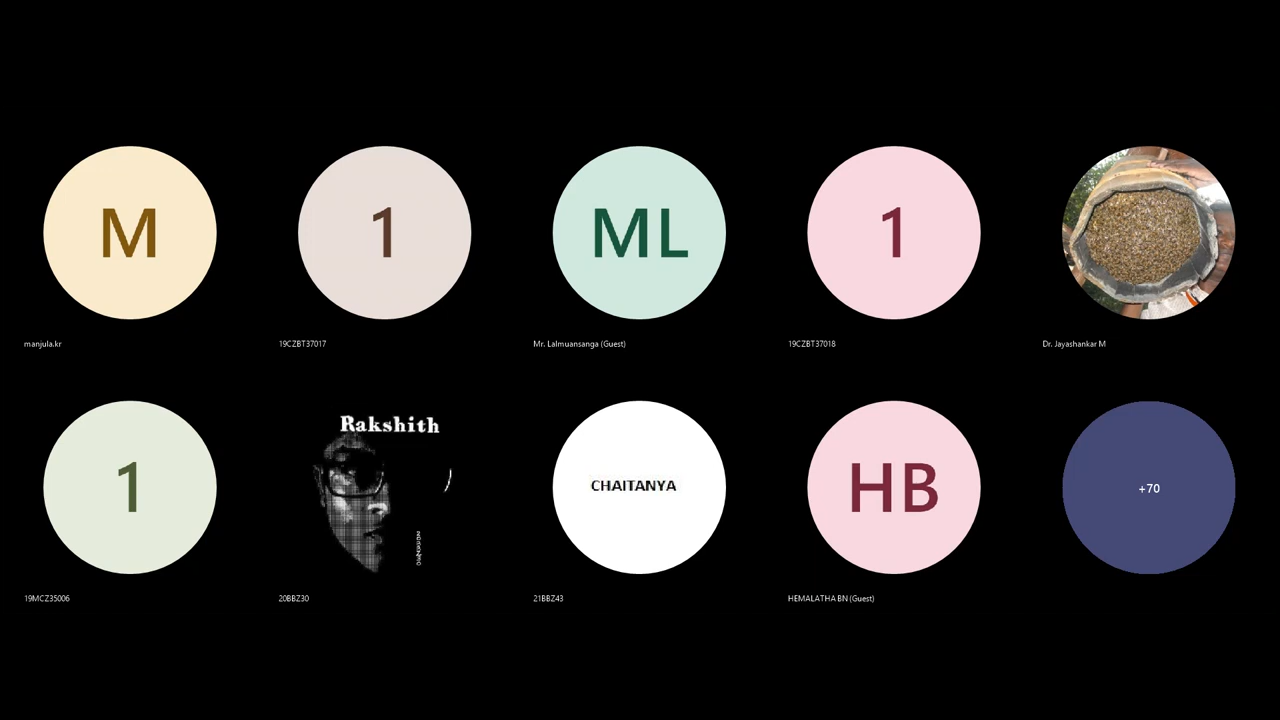 M
1
ML
1
manjula.kr
19CZBT37017
Mr. Lalmuansanga (Guest)
19CZBT37018
Dr. Jayashankar M
1
Rakshith
CHAITANYA
HB
+70
19MCZ35006
20BBZ30
21BBZ43
HEMALATHA BN (Guest)